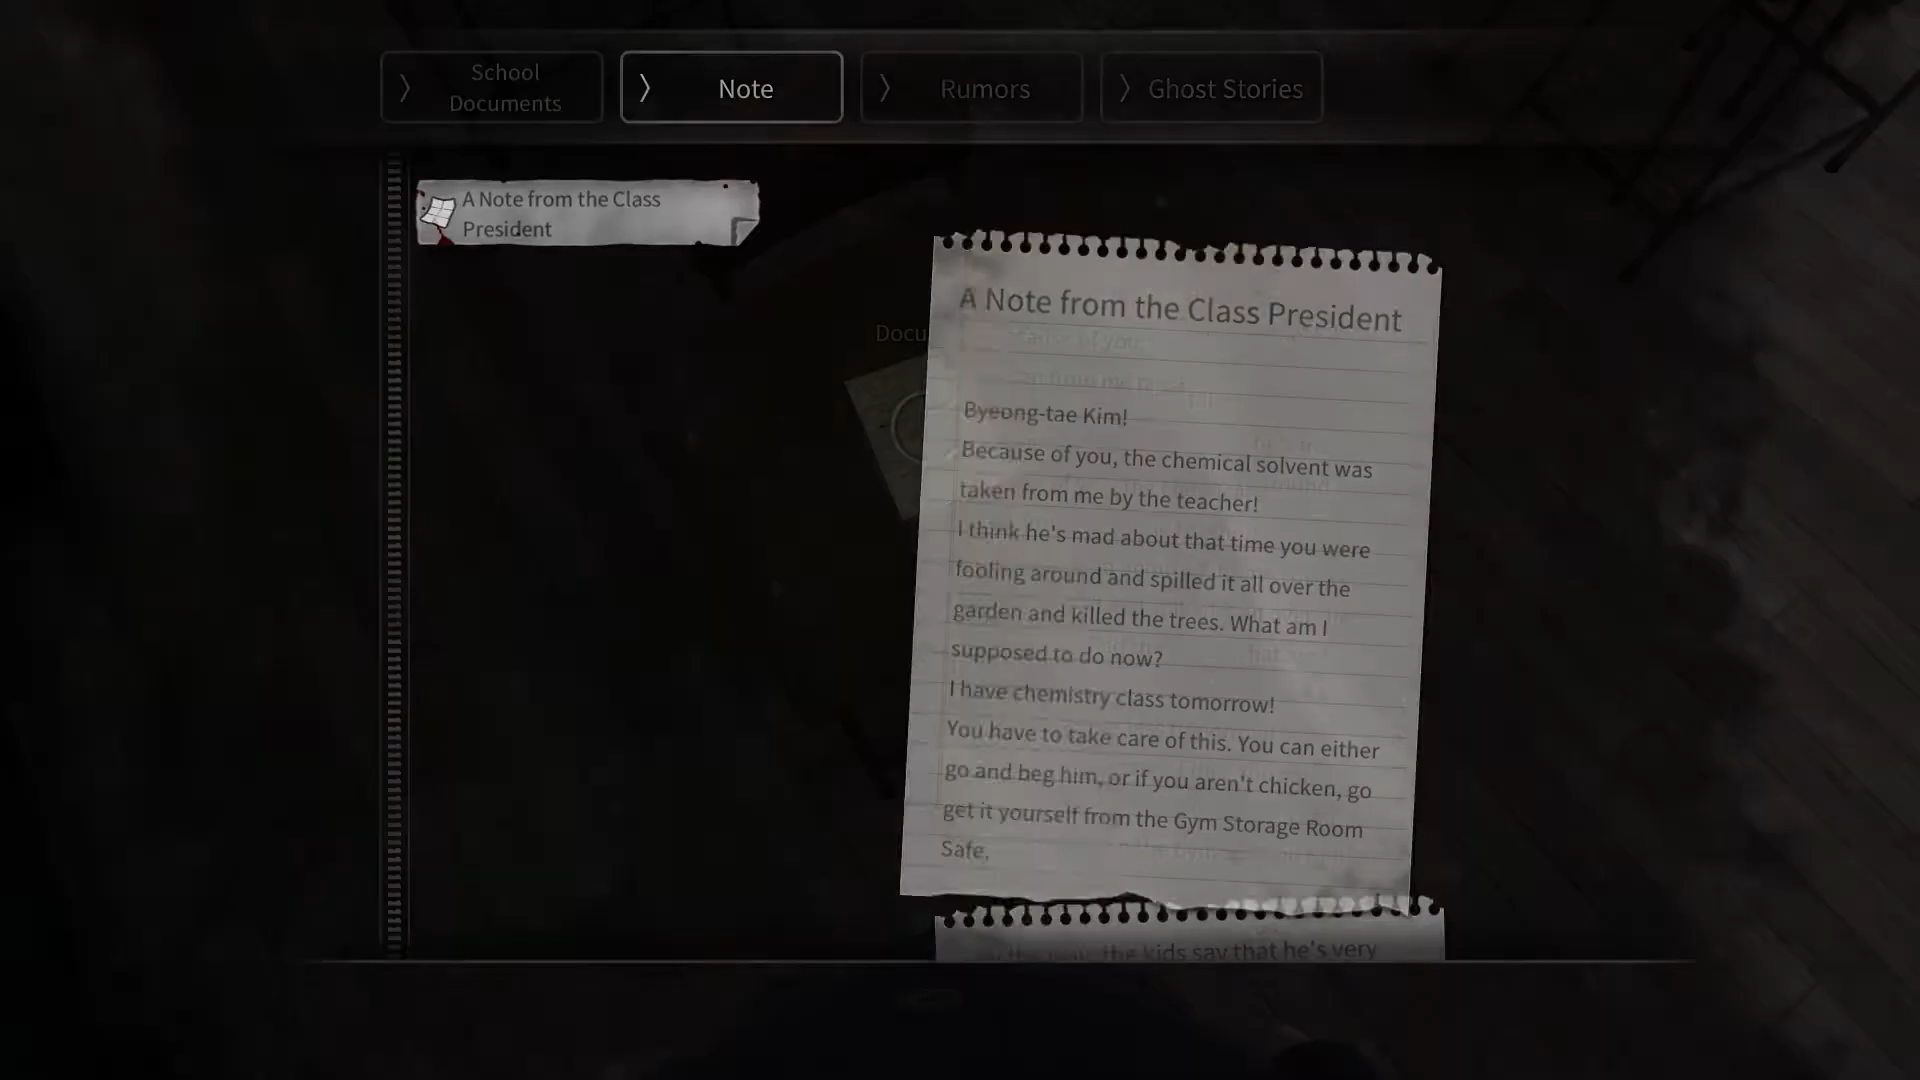 School
Documents
Note
Rumors
Ghost Stories
A Note from the Class
President
Docu
A Note from the Class President
Byeong-tae Kim!
Because of you, the chemical solvent was
taken from me by the teacher!
I think he's mad about that time you were
fooling around and spilled it all over the
garden and killed the trees. What am I
supposed to do now?
I have chemistry class tomorrow!
You have to take care of this. You can either
go and beg him, or if you aren't chicken, go
get it yourself from the Gym Storage Room
Safe,
the kids say that he's very